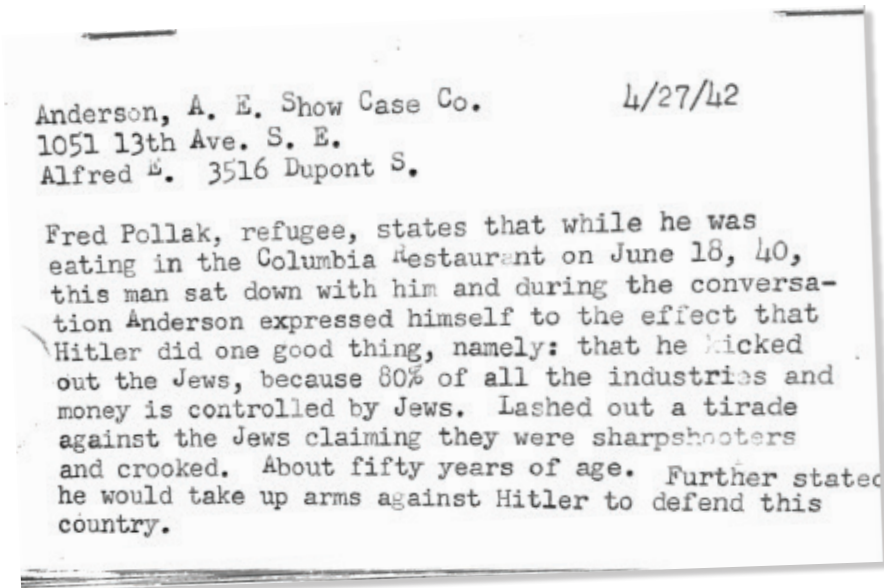 Anderson, A. E. Show Case Co. 4/27/42
1051 13th Ave. S. E.
Alfred E. 3516 Dupont S.
Fred Pollak, refugee, states that while he was
eating in the Columbia Restaurant on June 18, 40,
this man sat down with him and during the conversa-
tion Anderson expressed himself to the effect that
Hitler did one good thing, namely: that he kicked
out the Jews, because 80% of all the industries and
money is controlled by Jews. Lashed out a tirade
against the Jews claiming they were sharpshooters
and crooked. About fifty years of age. Further stated
he would take up arms against Hitler to defend this
country.